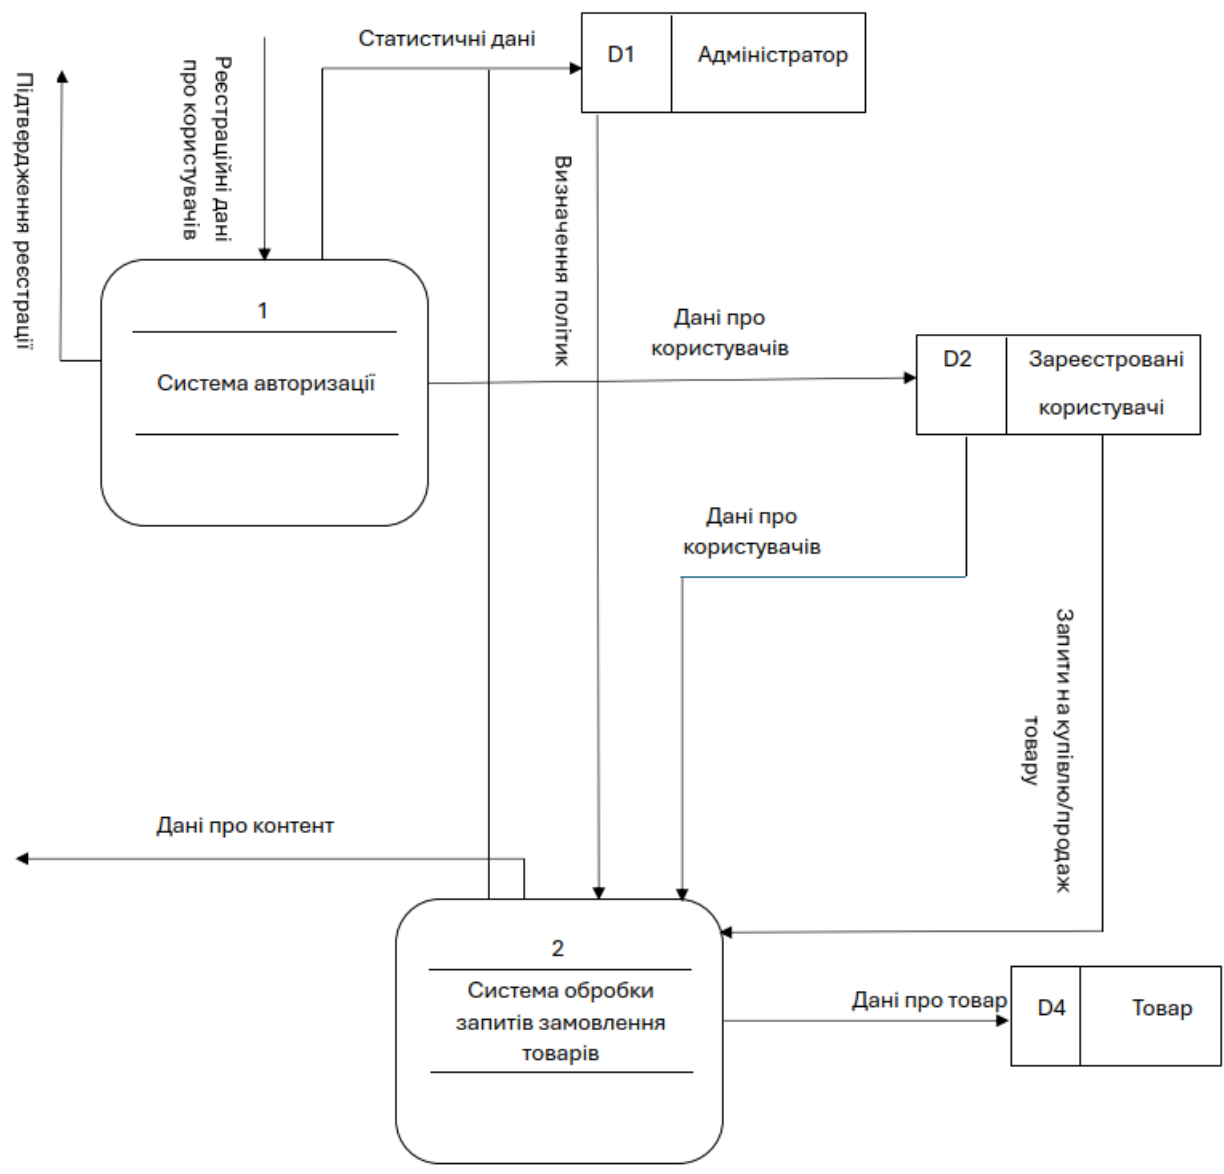 Статистичні дані
D1
Адміністратор
Підтвердження реєстрації
Реєстраційні дані
про користувачів
Визначення політик
1
Система авторизації
Дані про
користувачів
D2
Зареєстровані
користувачі
Дані про
користувачів
Запити на купівлю/продаж
товару
Дані про контент
2
Система обробки
запитів замовлення
товарів
Дані про товар
D4
Товар